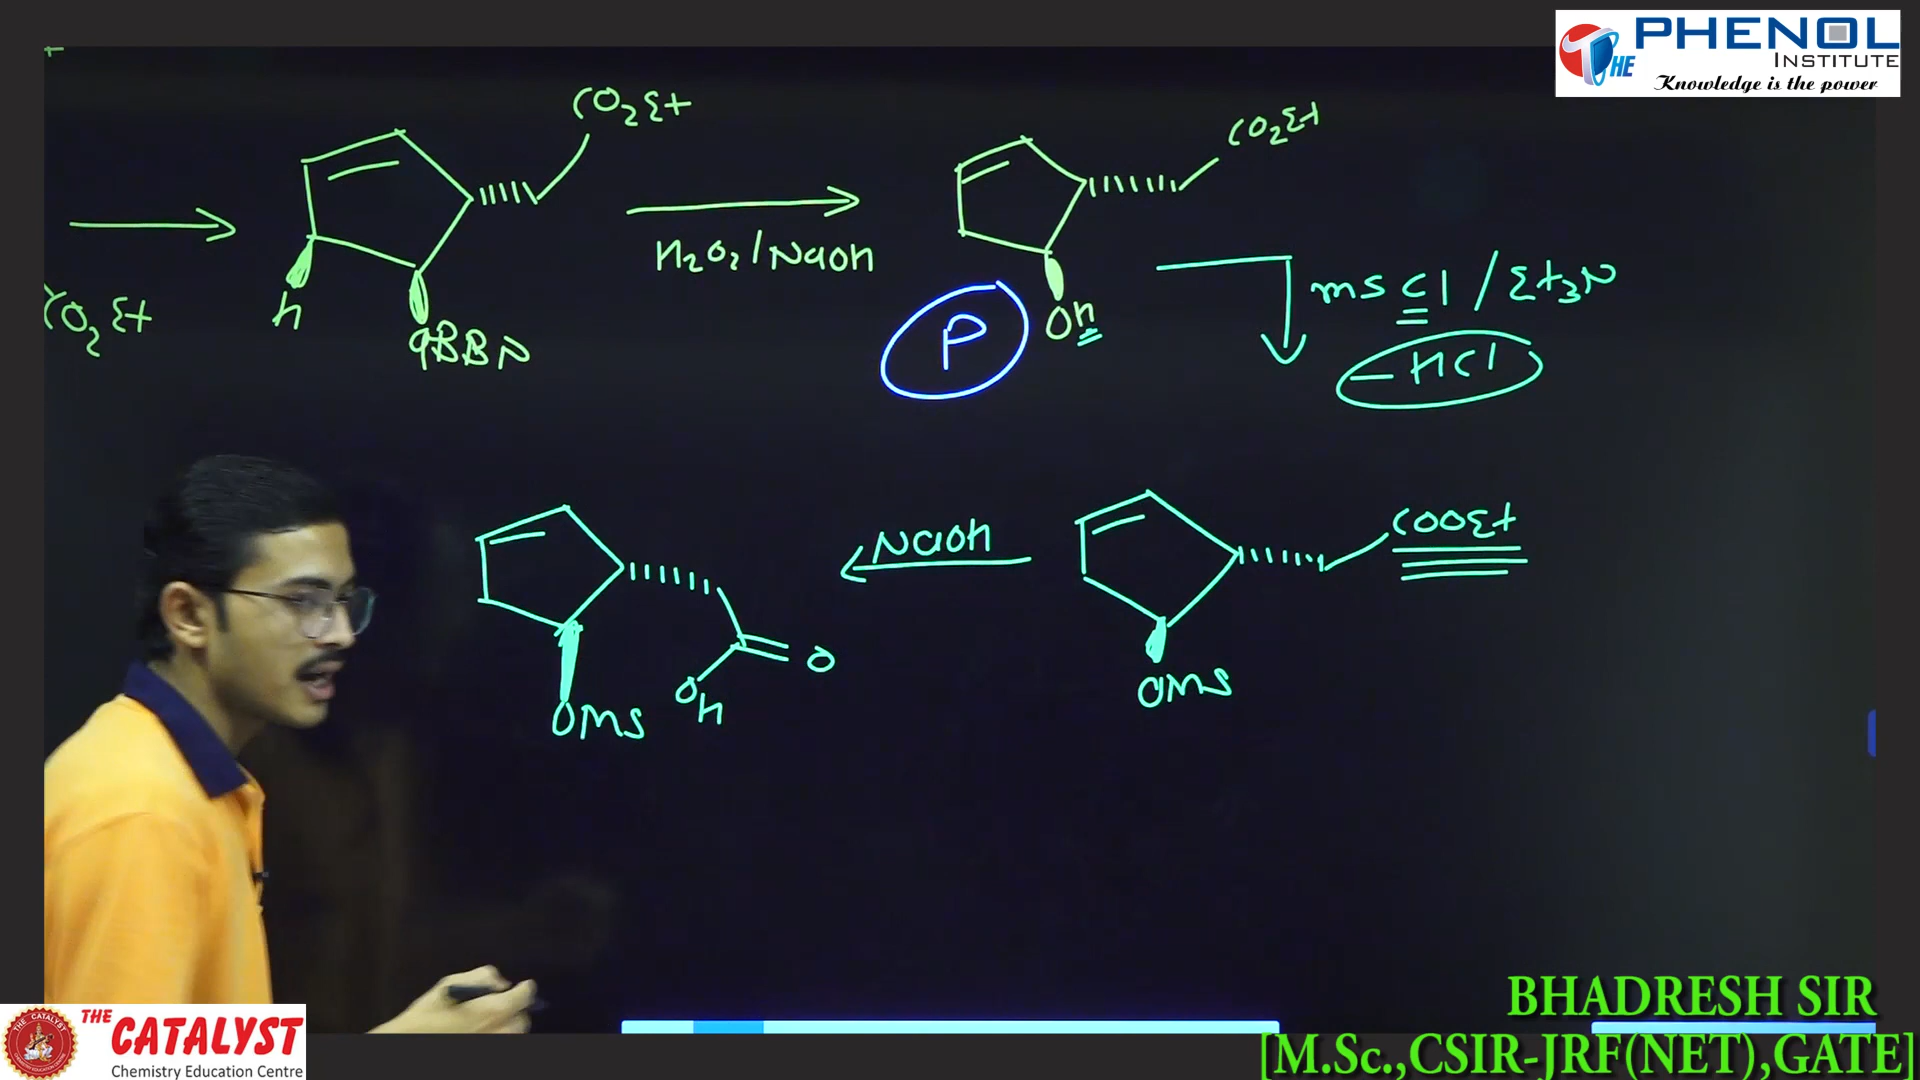 THE
PHENOL
INSTITUTE
Knowledge is the power
CO2Et
CO2Et
H2O2/NaOH
MsCl/Et3N
-HCl
P
OH
H
9BBN
CO2Et
NaOH
COOEt
O
OH
OMS
OMS
THE
CATALYST
Chemistry Education Centre
BHADRESH SIR
[M.Sc.,CSIR-JRF(NET),GATE]